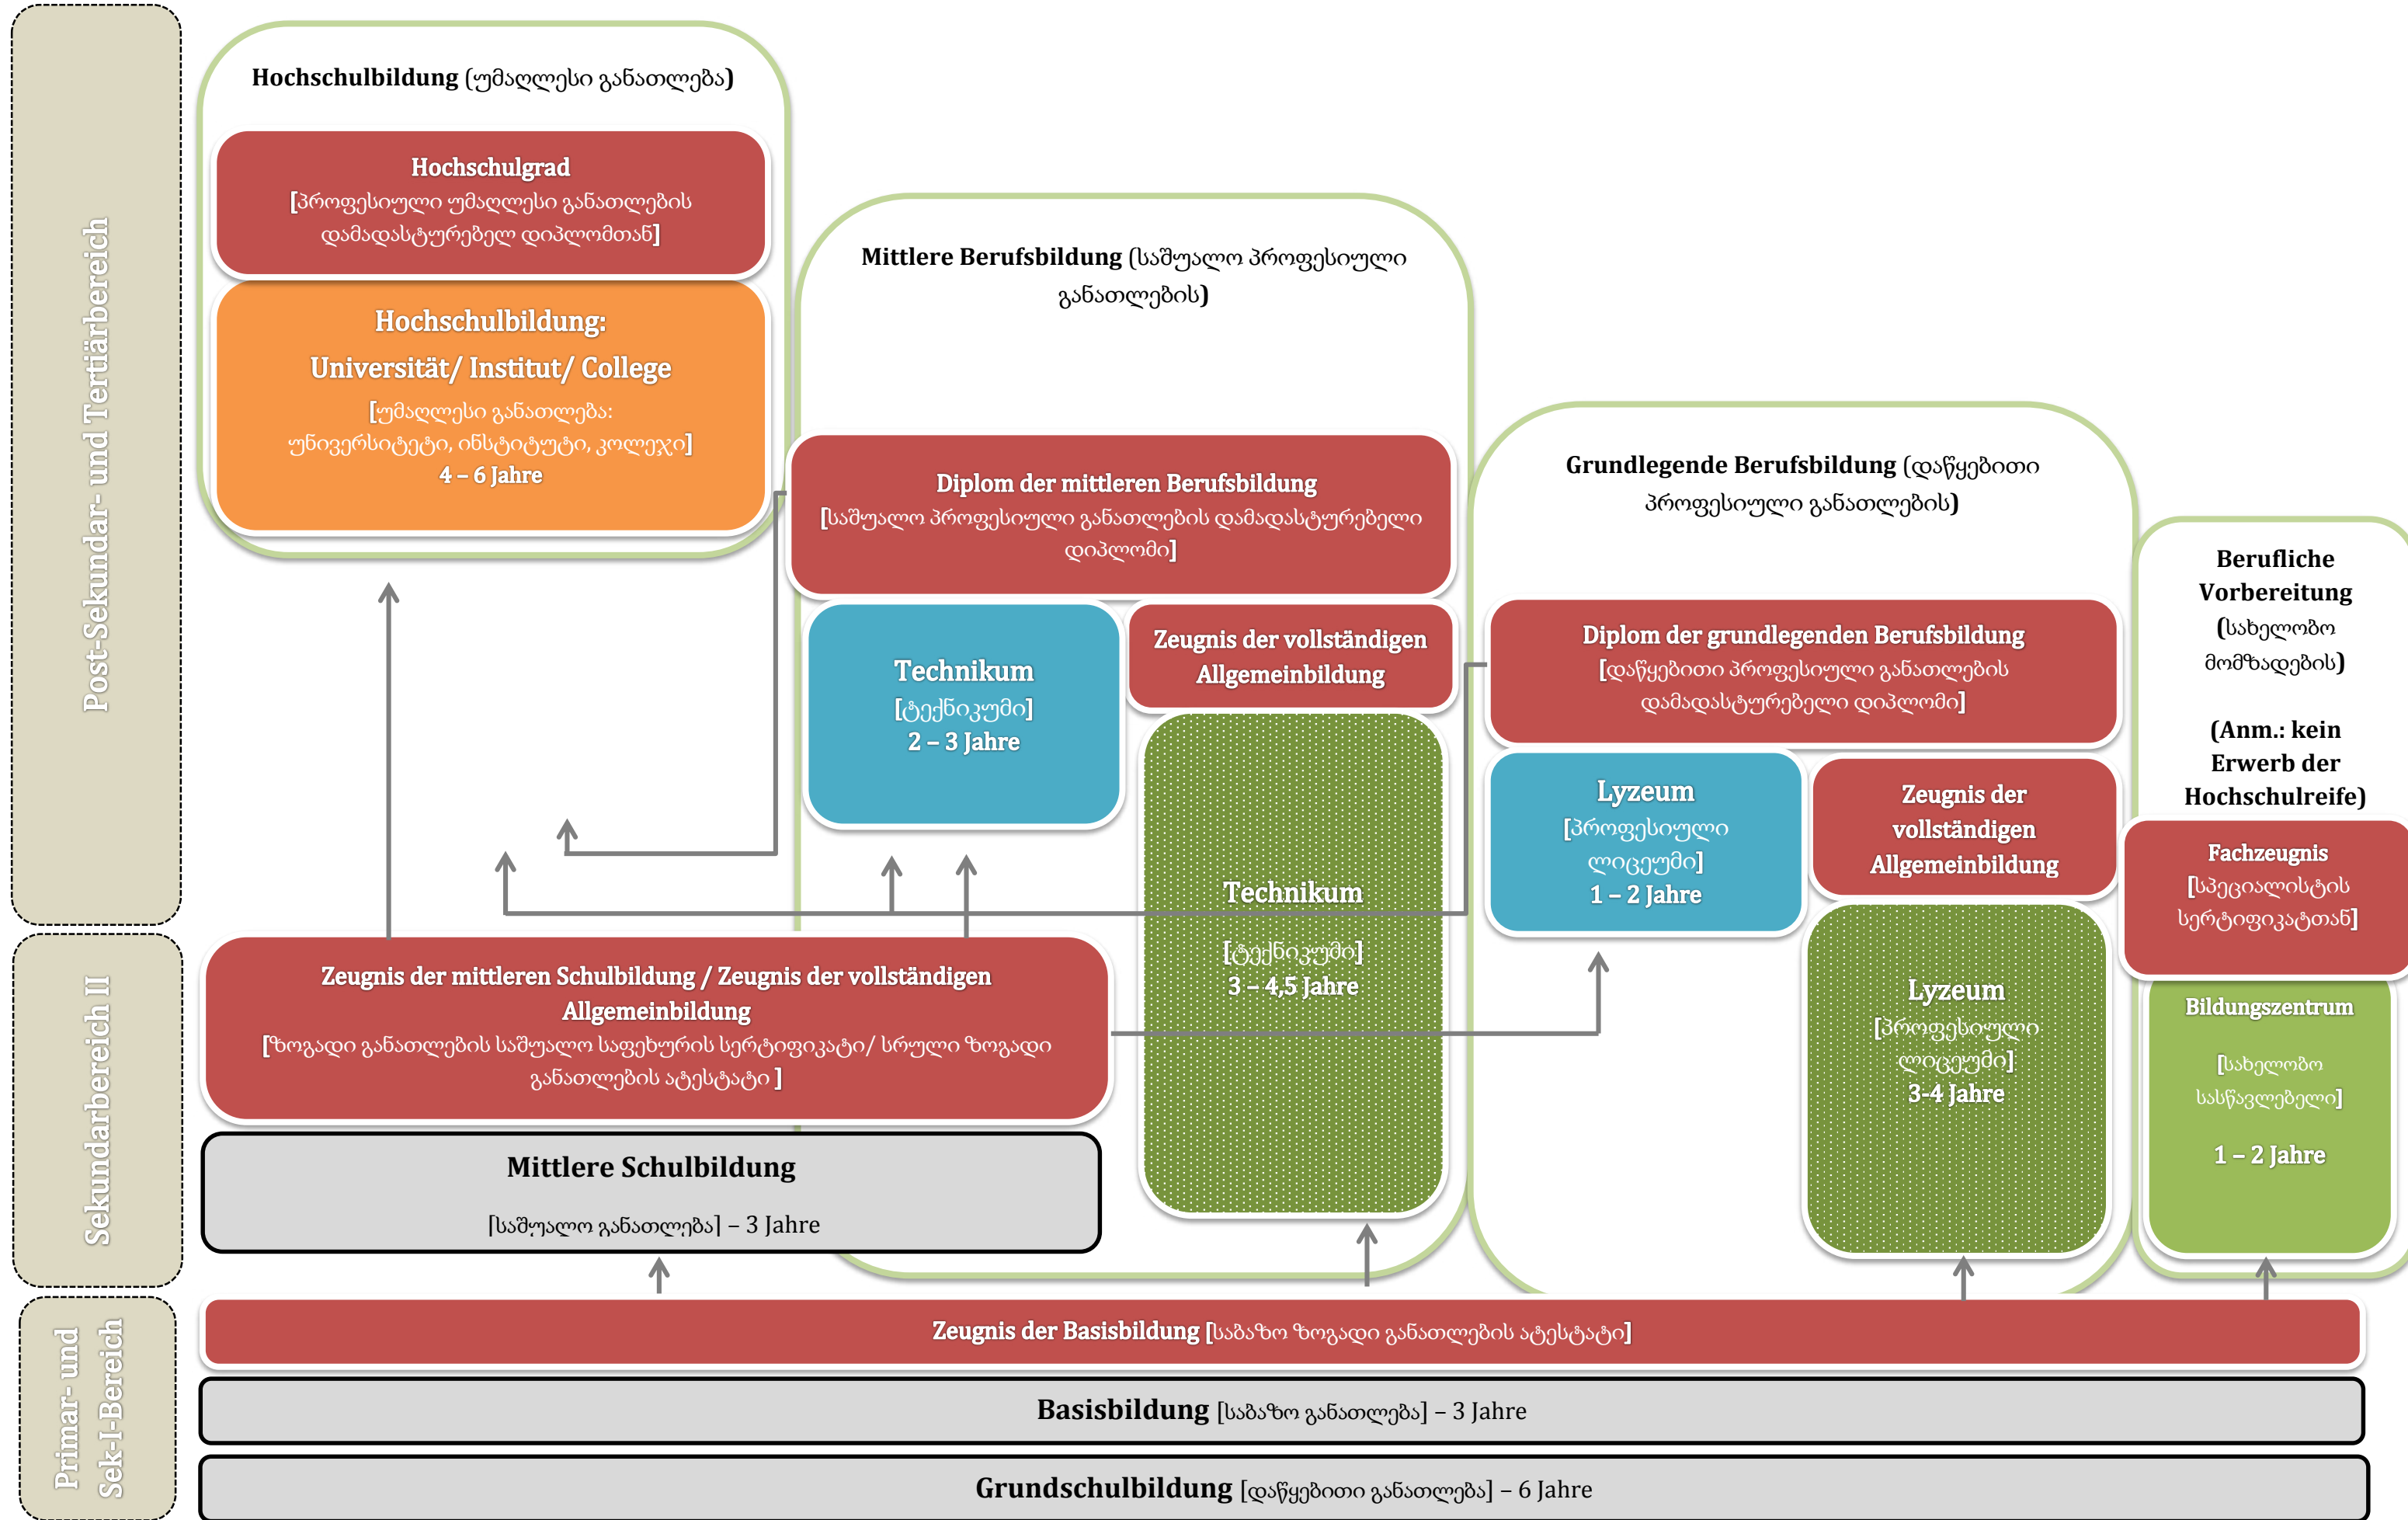 Post-Sekundar- und Tertiärbereich
Sekundarbereich II
Primar- und
Sek-I-Bereich
Hochschulbildung (უმაღლესი განათლება)
Hochschulgrad
[პროფესიული უმაღლესი განათლების
დამადასტურებელ დიპლომთან]
Hochschulbildung:
Universität/ Institut/ College
[უმაღლესი განათლება:
უნივერსიტეტი, ინსტიტუტი, კოლეჯი]
4 – 6 Jahre
Mittlere Berufsbildung (საშუალო პროფესიული
განათლების)
Diplom der mittleren Berufsbildung
[საშუალო პროფესიული განათლების დამადასტურებელი
დიპლომი]
Technikum
[ტექნიკუმი]
2 – 3 Jahre
Zeugnis der vollständigen
Allgemeinbildung
Technikum
[ტექნიკუმი]
3 – 4,5 Jahre
Grundlegende Berufsbildung (დაწყებითი
პროფესიული განათლების)
Diplom der grundlegenden Berufsbildung
[დაწყებითი პროფესიული განათლების
დამადასტურებელი დიპლომი]
Lyzeum
[პროფესიული
ლიცეუმი]
1 – 2 Jahre
Zeugnis der
vollständigen
Allgemeinbildung
Lyzeum
[პროფესიული
ლიცეუმი]
3-4 Jahre
Berufliche
Vorbereitung
(სახელობო
მომზადების)
(Anm.: kein
Erwerb der
Hochschulreife)
Fachzeugnis
[სპეციალისტის
სერტიფიკატთან]
Bildungszentrum
[სახელობო
სასწავლებელი]
1 – 2 Jahre
Zeugnis der mittleren Schulbildung / Zeugnis der vollständigen
Allgemeinbildung
[ზოგადი განათლების საშუალო საფეხურის სერტიფიკატი/ სრული ზოგადი
განათლების ატესტატი ]
Mittlere Schulbildung
[საშუალო განათლება] – 3 Jahre
Zeugnis der Basisbildung [საბაზო ზოგადი განათლების ატესტატი]
Basisbildung [საბაზო განათლება] – 3 Jahre
Grundschulbildung [დაწყებითი განათლება] – 6 Jahre